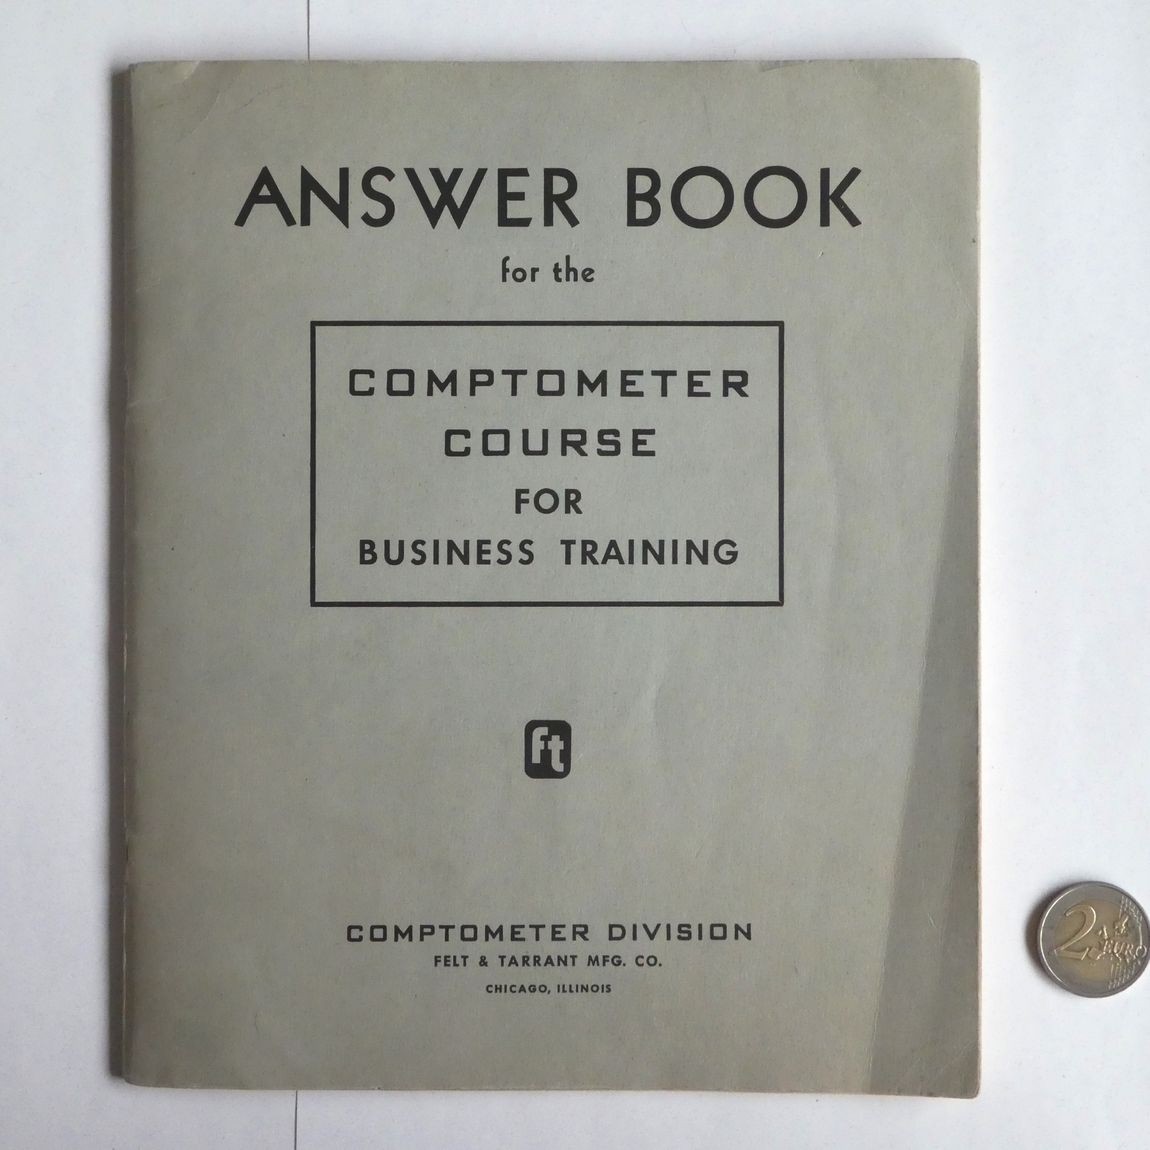 ANSWER BOOK
for the
COMPTOMETER
COURSE
FOR
BUSINESS TRAINING
ft
COMPTOMETER DIVISION
FELT & TARRANT MFG. CO.
CHICAGO, ILLINOIS
2
EURO